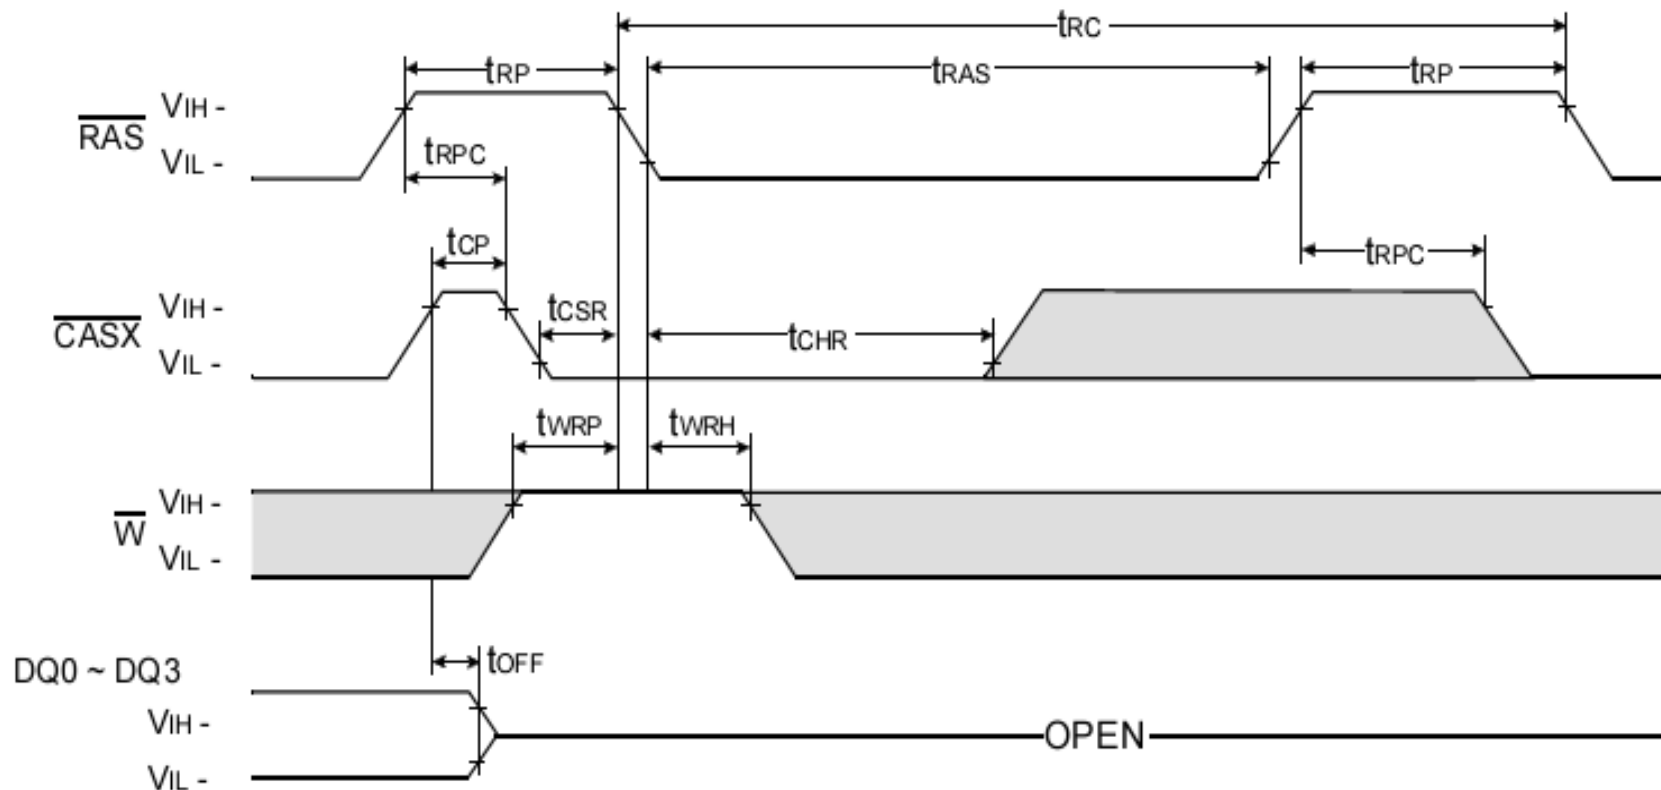 tRC
tRP tRAS tRP
RAS VIH -
VIL -
tRPC
tCP tRPC
CASX VIH -
VIL -
tCSR tCHR
tWRP tWRH
W VIH -
VIL -
DQ0 ~ DQ3 tOFF
VIH -
VIL -
OPEN